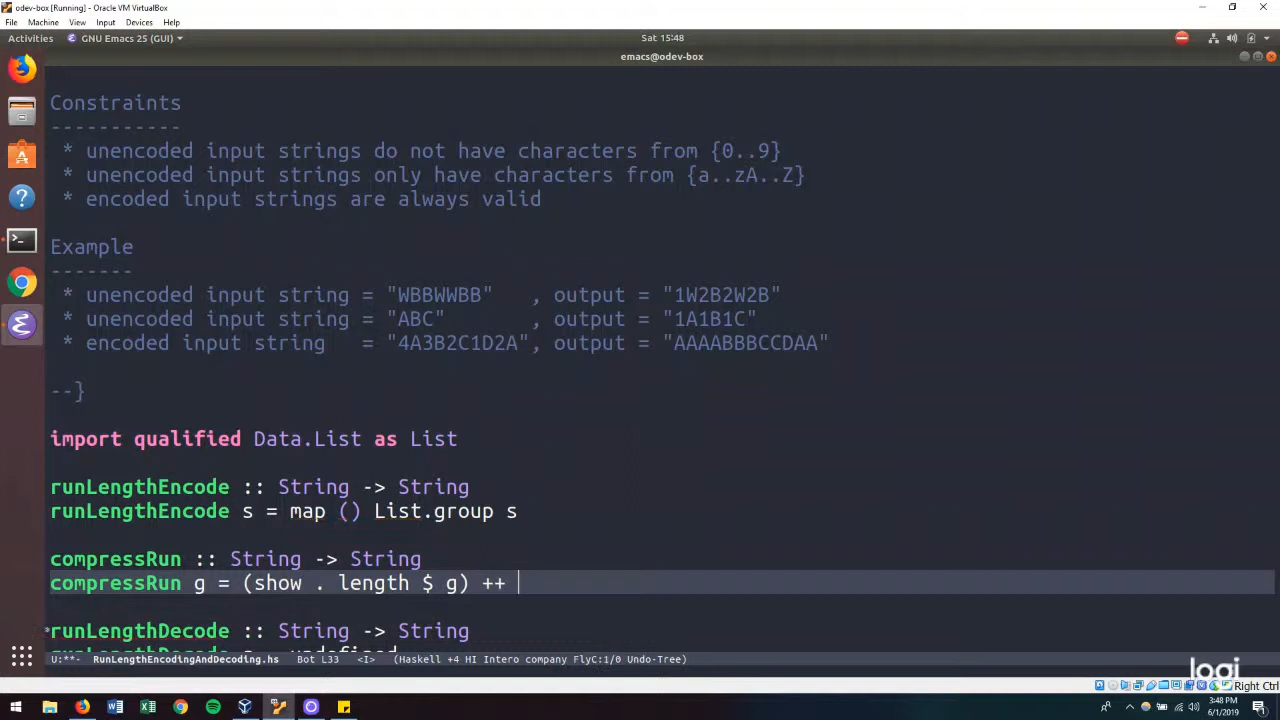 odev-box [Running] - Oracle VM VirtualBox
File Machine View Input Devices Help
Activities GNU Emacs 25 (GUI) Sat 15:48
emacs@odev-box
Constraints
-----------
* unencoded input strings do not have characters from {0..9}
* unencoded input strings only have characters from {a..zA..Z}
* encoded input strings are always valid
Example
-------
* unencoded input string = "WBBWWBB" , output = "1W2B2W2B"
* unencoded input string = "ABC" , output = "1A1B1C"
* encoded input string = "4A3B2C1D2A", output = "AAAABBBCCDAA"
--}
import qualified Data.List as List
runLengthEncode :: String -> String
runLengthEncode s = map () List.group s
compressRun :: String -> String
compressRun g = (show . length $ g) ++
runLengthDecode :: String -> String
runLengthDecode s = undefined
U:**- RunLengthEncodingAndDecoding.hs Bot L33 <I> (Haskell +4 HI Intero company FlyC:1/0 Undo-Tree)
logi
Right Ctrl
3:48 PM
6/1/2019